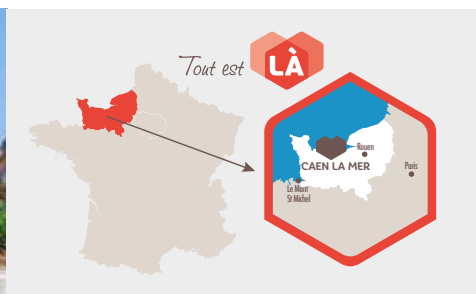 Tout est LÀ
Rouen
CAEN LA MER
Paris
Le Mont
St Michel